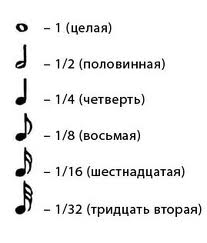 – 1 (целая)
– 1/2 (половинная)
– 1/4 (четверть)
– 1/8 (восьмая)
– 1/16 (шестнадцатая)
– 1/32 (тридцать вторая)